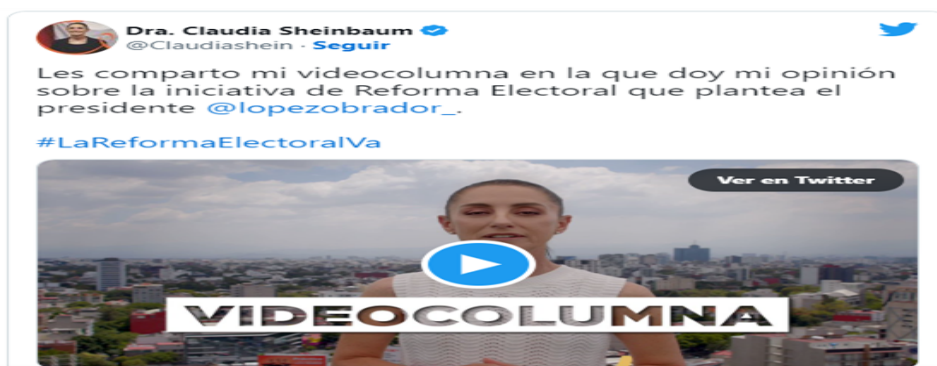 Dra. Claudia Sheinbaum
@Claudiashein · Seguir
Les comparto mi videocolumna en la que doy mi opinión
sobre la iniciativa de Reforma Electoral que plantea el
presidente @lopezobrador_.
#LaReformaElectoralVa
Ver en Twitter
VIDEOCOLUMNA